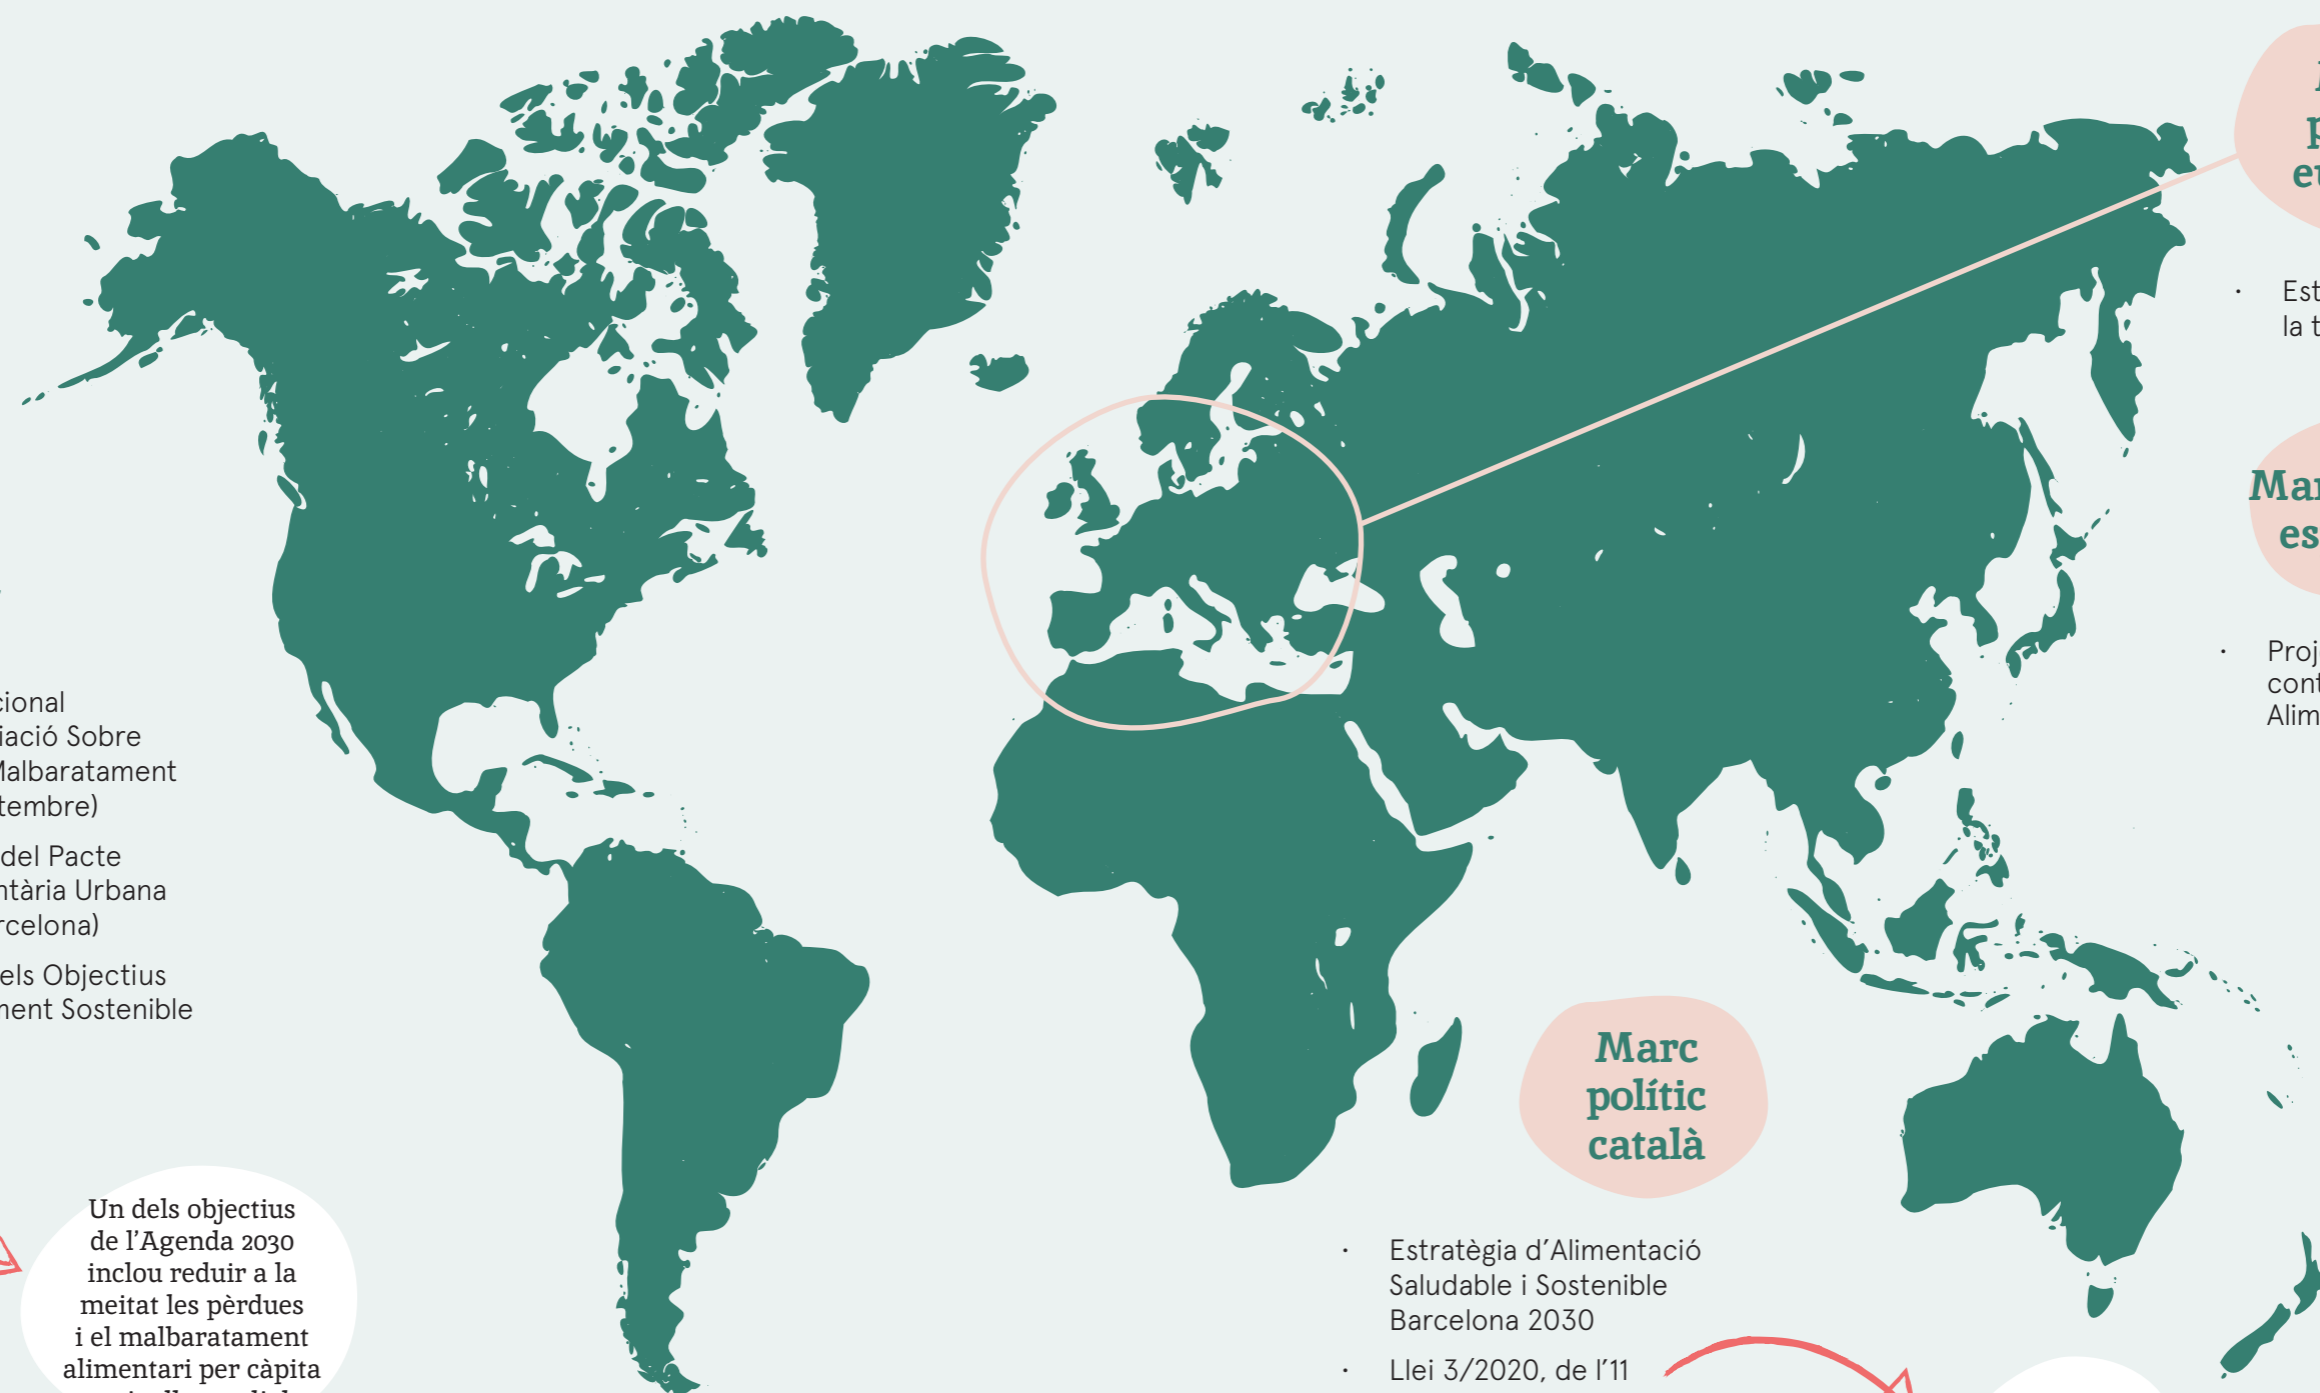 cional
iació Sobre
Malbaratament
tembre)
del Pacte
ntària Urbana
rcelona)
els Objectius
ment Sostenible
Un dels objectius
de l’Agenda 2030
inclou reduir a la
meitat les pèrdues
i el malbaratament
alimentari per càpita
Marc
polític
català
· Estratègia d’Alimentació
Saludable i Sostenible
Barcelona 2030
· Llei 3/2020, de l’11
p
eu
· Est
la t
Mar
es
· Proj
cont
Alim